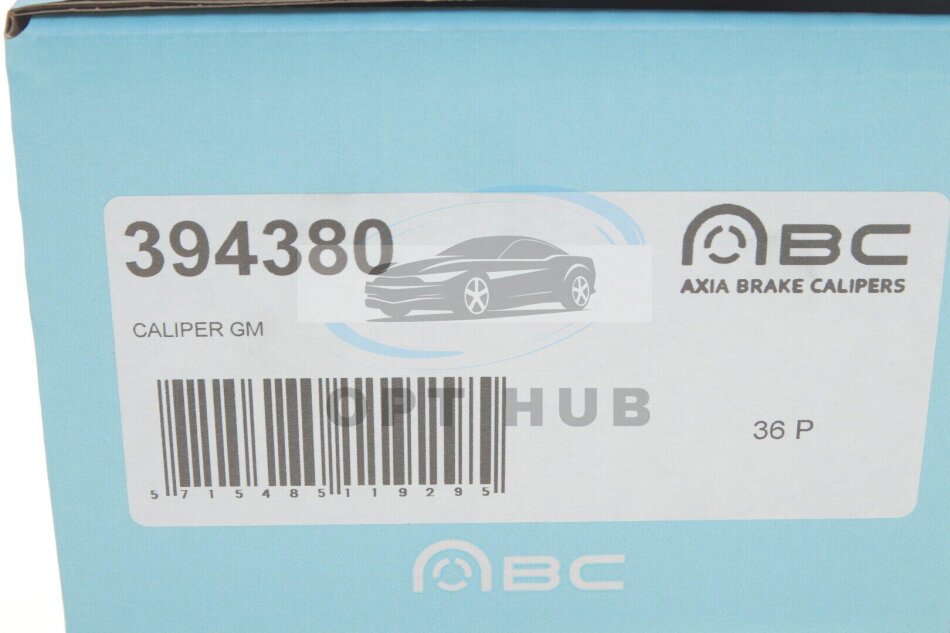 394380
ABC
AXIA BRAKE CALIPERS
CALIPER GM
OPT HUB
36 P
5 715485 119295
ABC